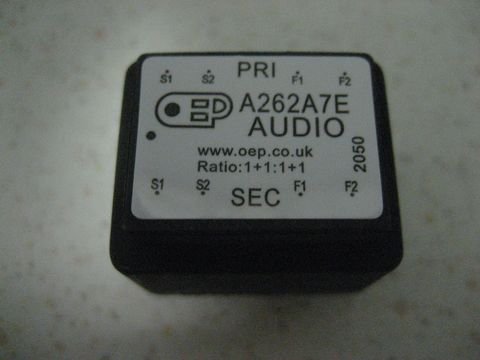 PRI
S1 S2 F1 F2
OEP A262A7E
AUDIO
www.oep.co.uk
Ratio:1+1:1+1
2050
S1 S2 F1 F2
SEC